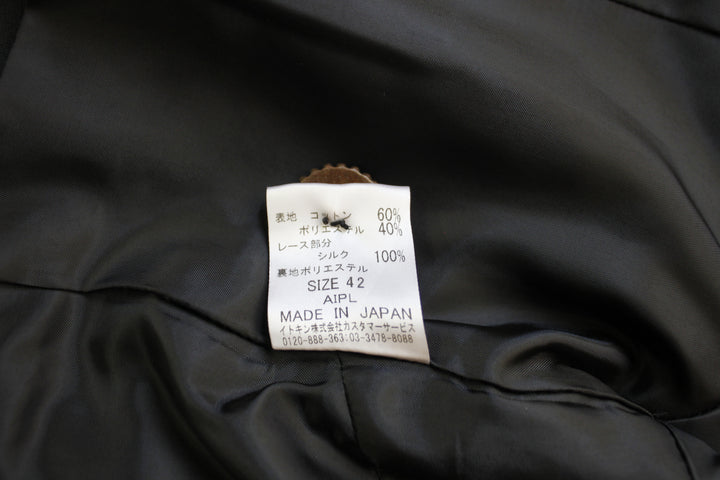 表地 コットン 60%
ポリエステル 40%
レース部分
シルク 100%
裏地ポリエステル
SIZE 42
AIPL
MADE IN JAPAN
イトキン株式会社カスタマーサービス
0120-888-363:03-3478-8088